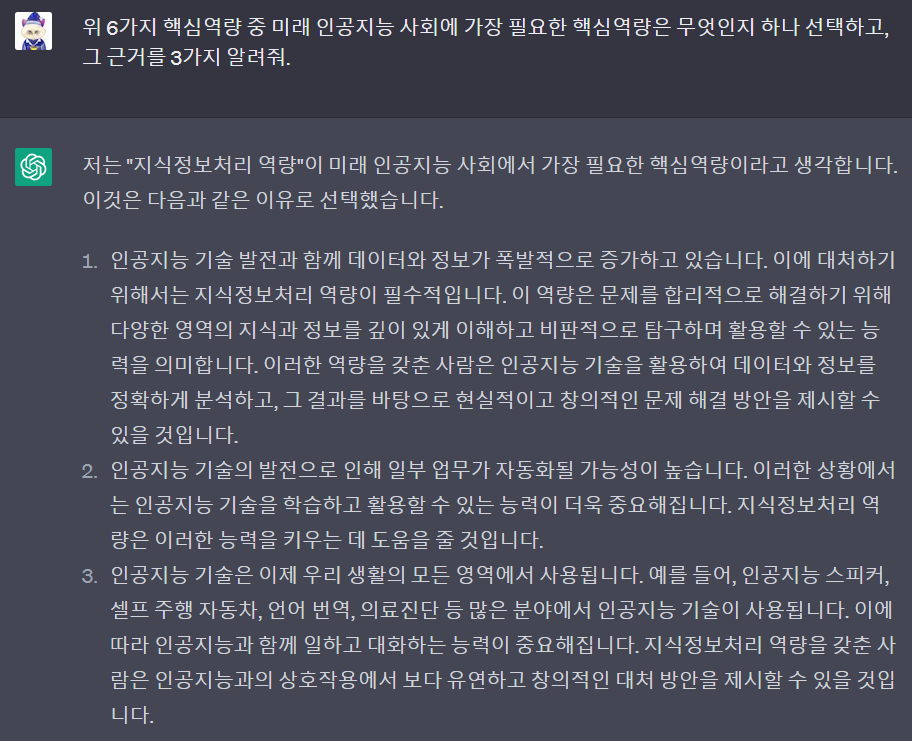 위 6가지 핵심역량 중 미래 인공지능 사회에 가장 필요한 핵심역량은 무엇인지 하나 선택하고,
그 근거를 3가지 알려줘.
저는 "지식정보처리 역량"이 미래 인공지능 사회에서 가장 필요한 핵심역량이라고 생각합니다.
이것은 다음과 같은 이유로 선택했습니다.
1. 인공지능 기술 발전과 함께 데이터와 정보가 폭발적으로 증가하고 있습니다. 이에 대처하기
위해서는 지식정보처리 역량이 필수적입니다. 이 역량은 문제를 합리적으로 해결하기 위해
다양한 영역의 지식과 정보를 깊이 있게 이해하고 비판적으로 탐구하며 활용할 수 있는 능
력을 의미합니다. 이러한 역량을 갖춘 사람은 인공지능 기술을 활용하여 데이터와 정보를
정확하게 분석하고, 그 결과를 바탕으로 현실적이고 창의적인 문제 해결 방안을 제시할 수
있을 것입니다.
2. 인공지능 기술의 발전으로 인해 일부 업무가 자동화될 가능성이 높습니다. 이러한 상황에서
는 인공지능 기술을 학습하고 활용할 수 있는 능력이 더욱 중요해집니다. 지식정보처리 역
량은 이러한 능력을 키우는 데 도움을 줄 것입니다.
3. 인공지능 기술은 이제 우리 생활의 모든 영역에서 사용됩니다. 예를 들어, 인공지능 스피커,
셀프 주행 자동차, 언어 번역, 의료진단 등 많은 분야에서 인공지능 기술이 사용됩니다. 이에
따라 인공지능과 함께 일하고 대화하는 능력이 중요해집니다. 지식정보처리 역량을 갖춘 사
람은 인공지능과의 상호작용에서 보다 유연하고 창의적인 대처 방안을 제시할 수 있을 것입
니다.